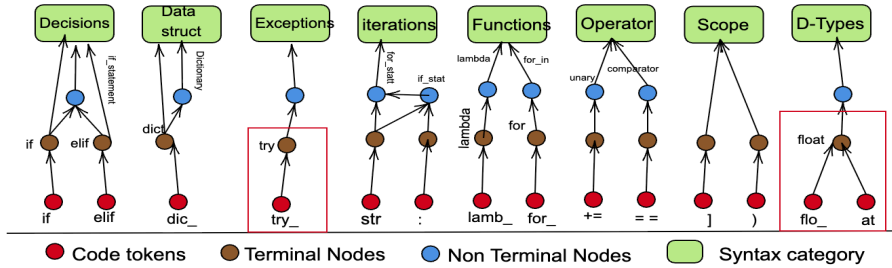 Decisions
Data struct
Exceptions
iterations
Functions
Operator
Scope
D-Types
if_statement
Dictionary
for_statt
if_stat
lambda
for_in
unary
comparator
if
elif
dict
try
lambda
for
float
if
elif
dic_
try_
str
:
lamb_
for_
+=
= =
]
)
flo_
at
Code tokens
Terminal Nodes
Non Terminal Nodes
Syntax category